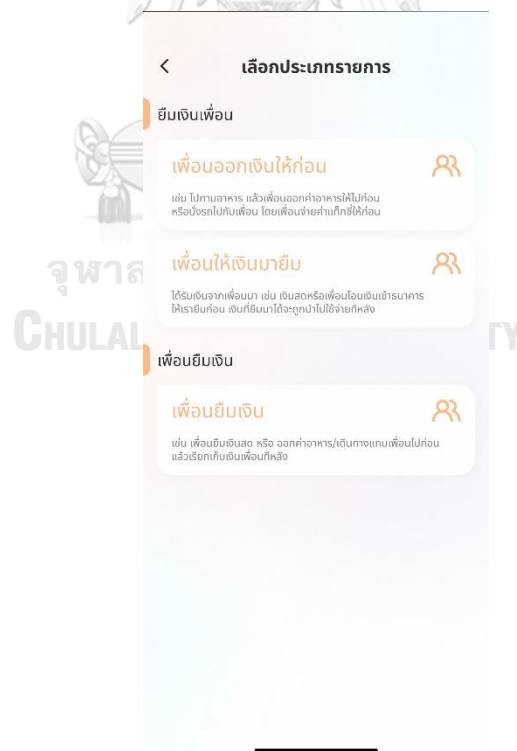 เลือกประเภทรายการ
ยืมเงินเพื่อน
เพื่อนออกเงินให้ก่อน
เช่น ไปทานอาหาร แล้วเพื่อนออกค่าอาหารให้ไปก่อน
หรือนั่งรถไปกับเพื่อน โดยเพื่อนจ่ายค่าแท็กซี่ให้ก่อน
เพื่อนให้เงินมายืม
ได้รับเงินจากเพื่อนมา เช่น เงินสดหรือเพื่อนโอนเงินเข้าธนาคาร
ให้เรายืมก่อน เงินที่ยืมมาได้จะถูกนำไปใช้จ่ายทีหลัง
จุฬาล
CHULAL TY
เพื่อนยืมเงิน
เพื่อนยืมเงิน
เช่น เพื่อนยืมเงินสด หรือ ออกค่าอาหาร/เดินทางแทนเพื่อนไปก่อน
แล้วเรียกเก็บเงินเพื่อนทีหลัง